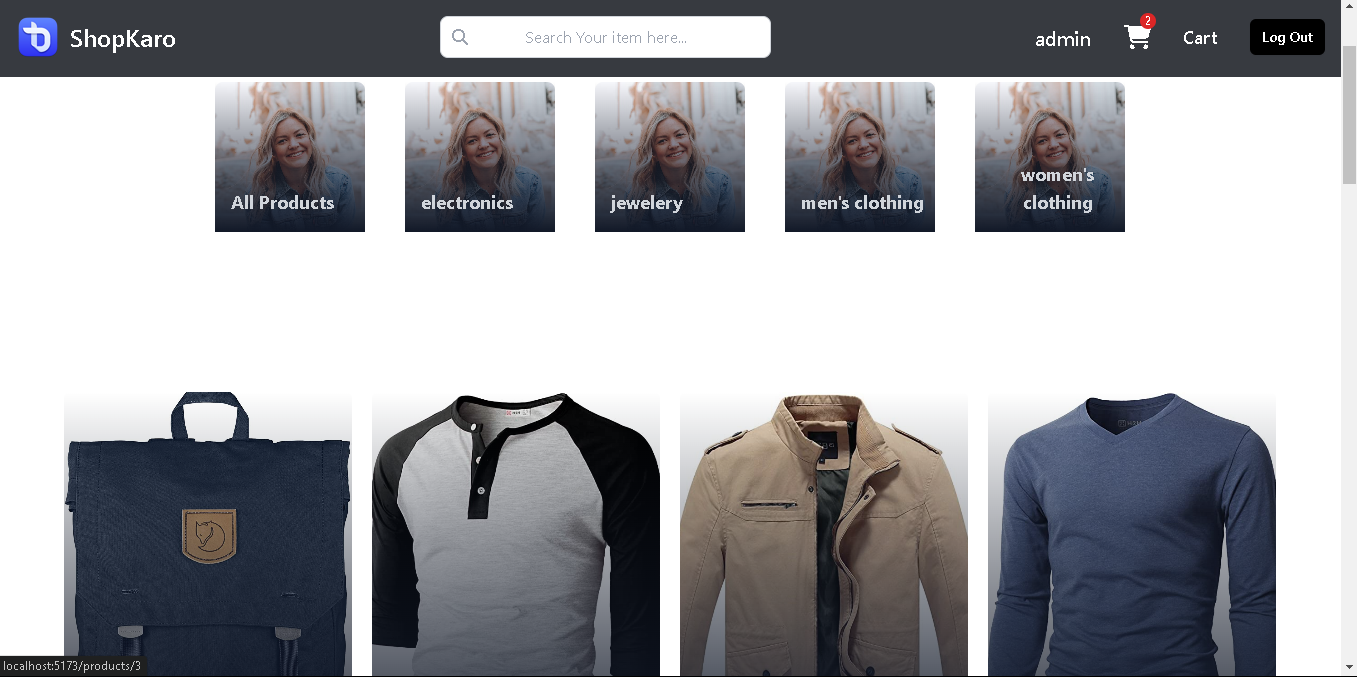 ShopKaro
Search Your item here...
admin
2
Cart
Log Out
All Products
electronics
jewelery
men's clothing
women's
clothing
localhost:5173/products/3